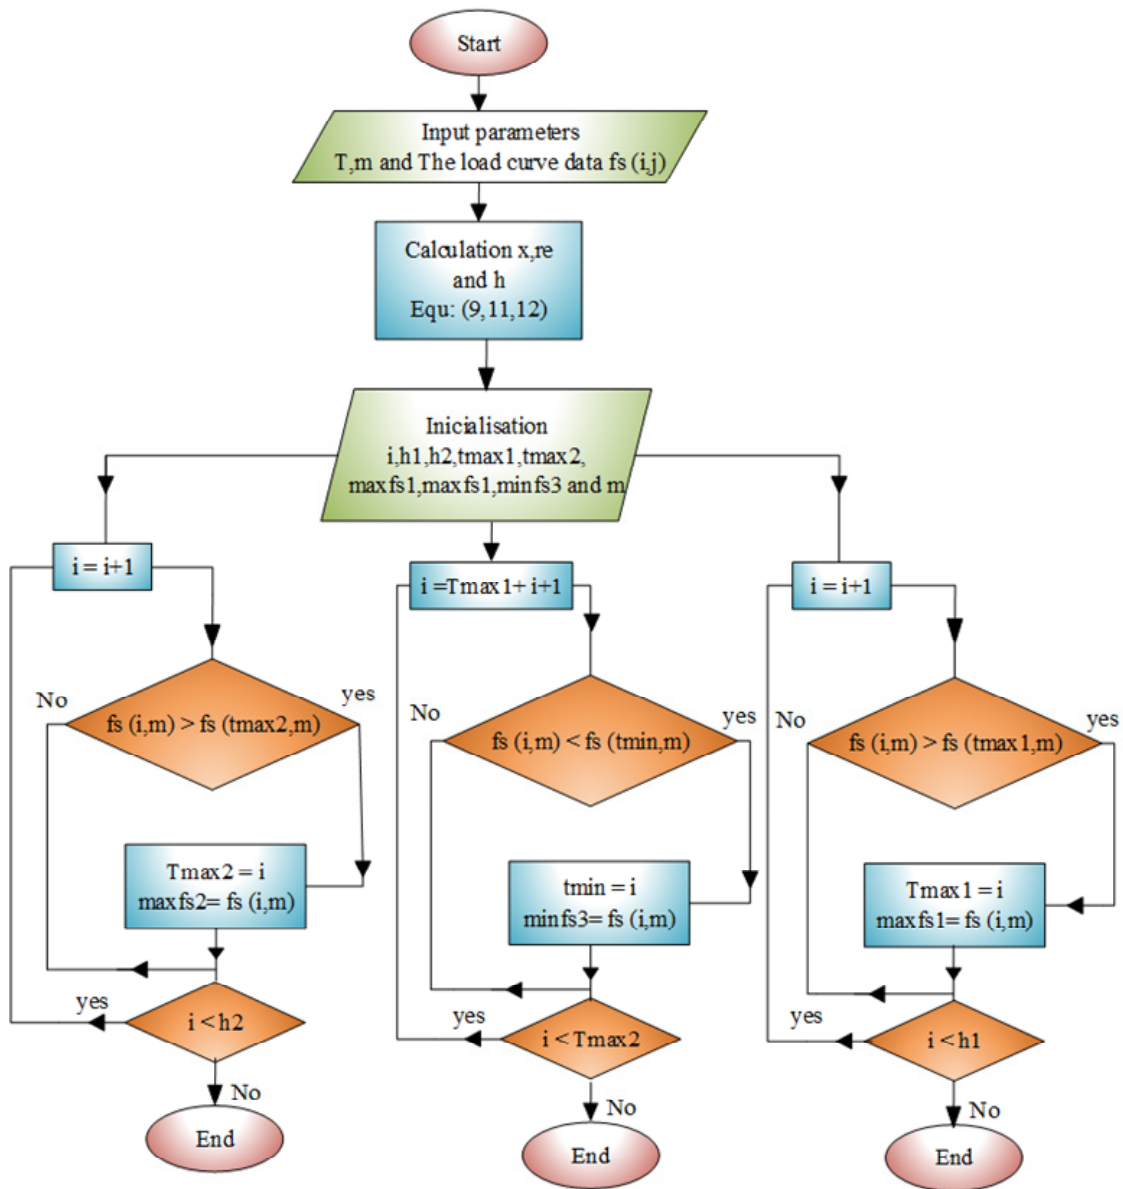 Start
Input parameters
T,m and The load curve data fs (i,j)
Calculation x,re
and h
Equ: (9,11,12)
Inicialisation
i,h1,h2,tmax1,tmax2,
maxfs1,maxfs1,minfs3 and m
i = i+1
No
yes
fs (i,m) > fs (tmax2,m)
Tmax2 = i
maxfs2= fs (i,m)
yes
i < h2
No
End
i =Tmax1+ i+1
No
yes
fs (i,m) < fs (tmin,m)
tmin = i
minfs3= fs (i,m)
yes
i < Tmax2
No
End
i = i+1
No
yes
fs (i,m) > fs (tmax1,m)
Tmax1 = i
maxfs1= fs (i,m)
yes
i < h1
No
End